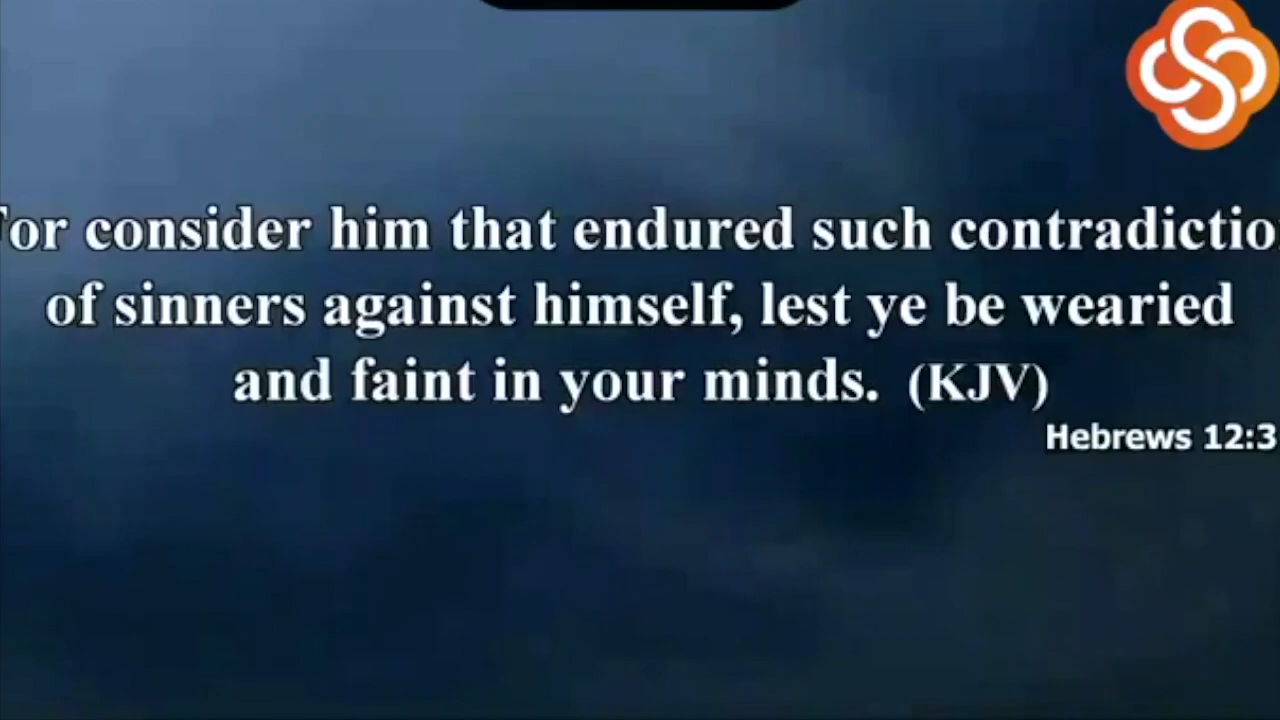 For consider him that endured such contradictio
of sinners against himself, lest ye be wearied
and faint in your minds. (KJV)
Hebrews 12:3